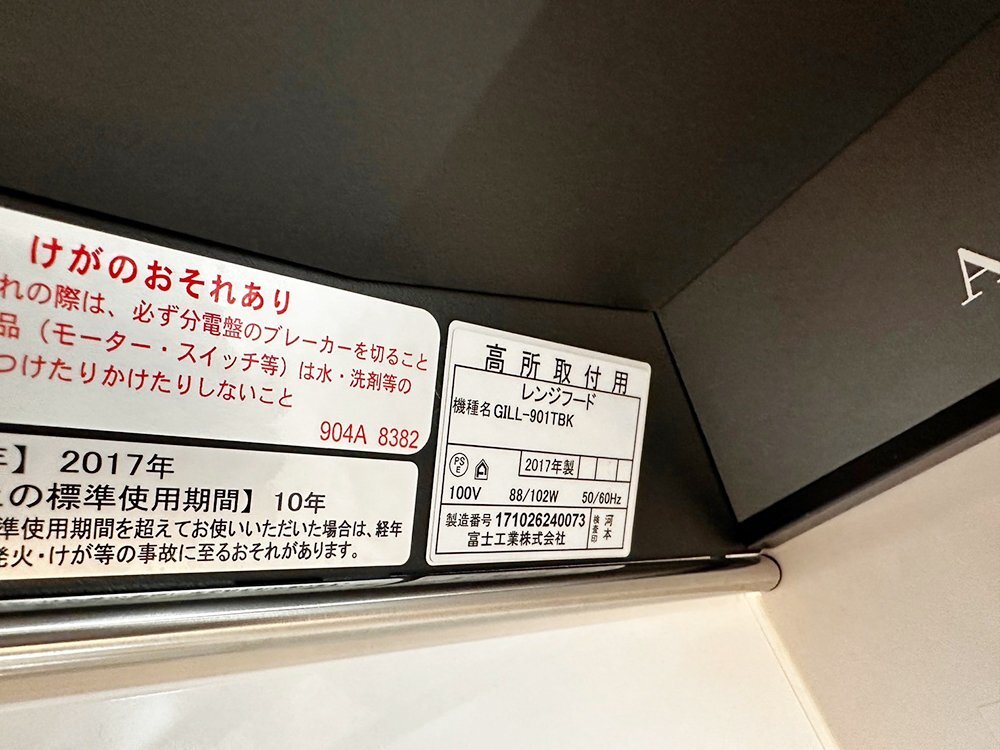 けがのおそれあり
れの際は、必ず分電盤のブレーカーを切ること
品（モーター・スイッチ等）は水・洗剤等の
つけたりかけたりしないこと
904A 8382
】 2017年
の標準使用期間】 10年
準使用期間を超えてお使いいただいた場合は、経年
発火・けが等の事故に至るおそれがあります。
高所取付用
レンジフード
機種名 GILL-901TBK
PSE
2017年製
100V 88/102W 50/60Hz
製造番号 171026240073
富士工業株式会社
検査印
河本
A